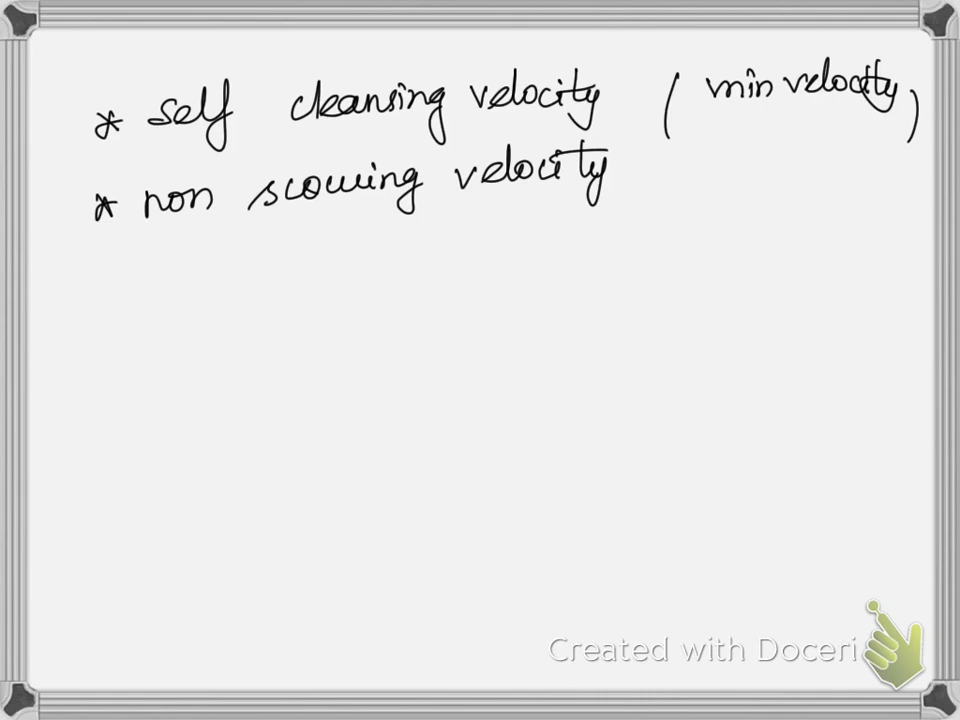 * self cleansing velocity ( min velocity )
* non scouring velocity
Created with Doceri